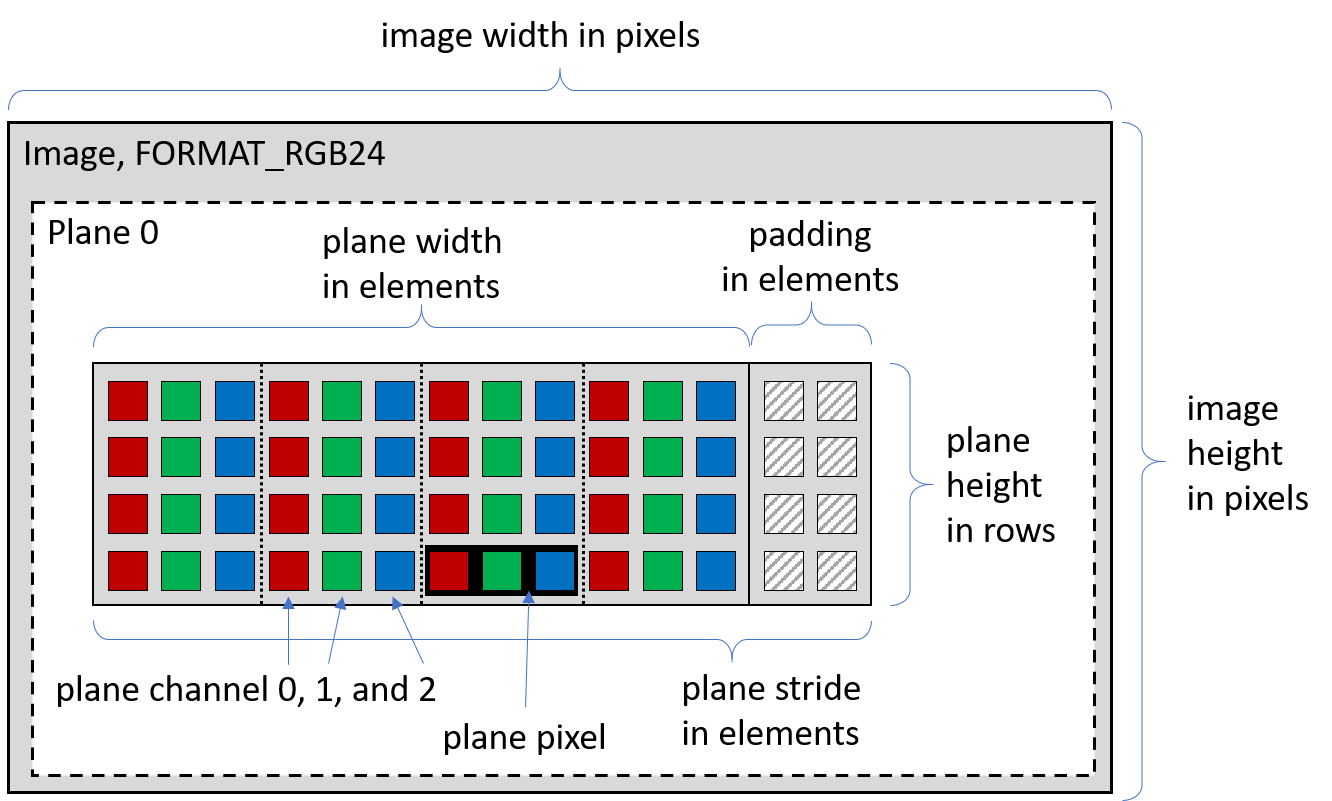 image width in pixels
Image, FORMAT_RGB24
Plane 0
plane width
in elements
padding
in elements
plane
height
in rows
image
height
in pixels
plane channel 0, 1, and 2
plane pixel
plane stride
in elements